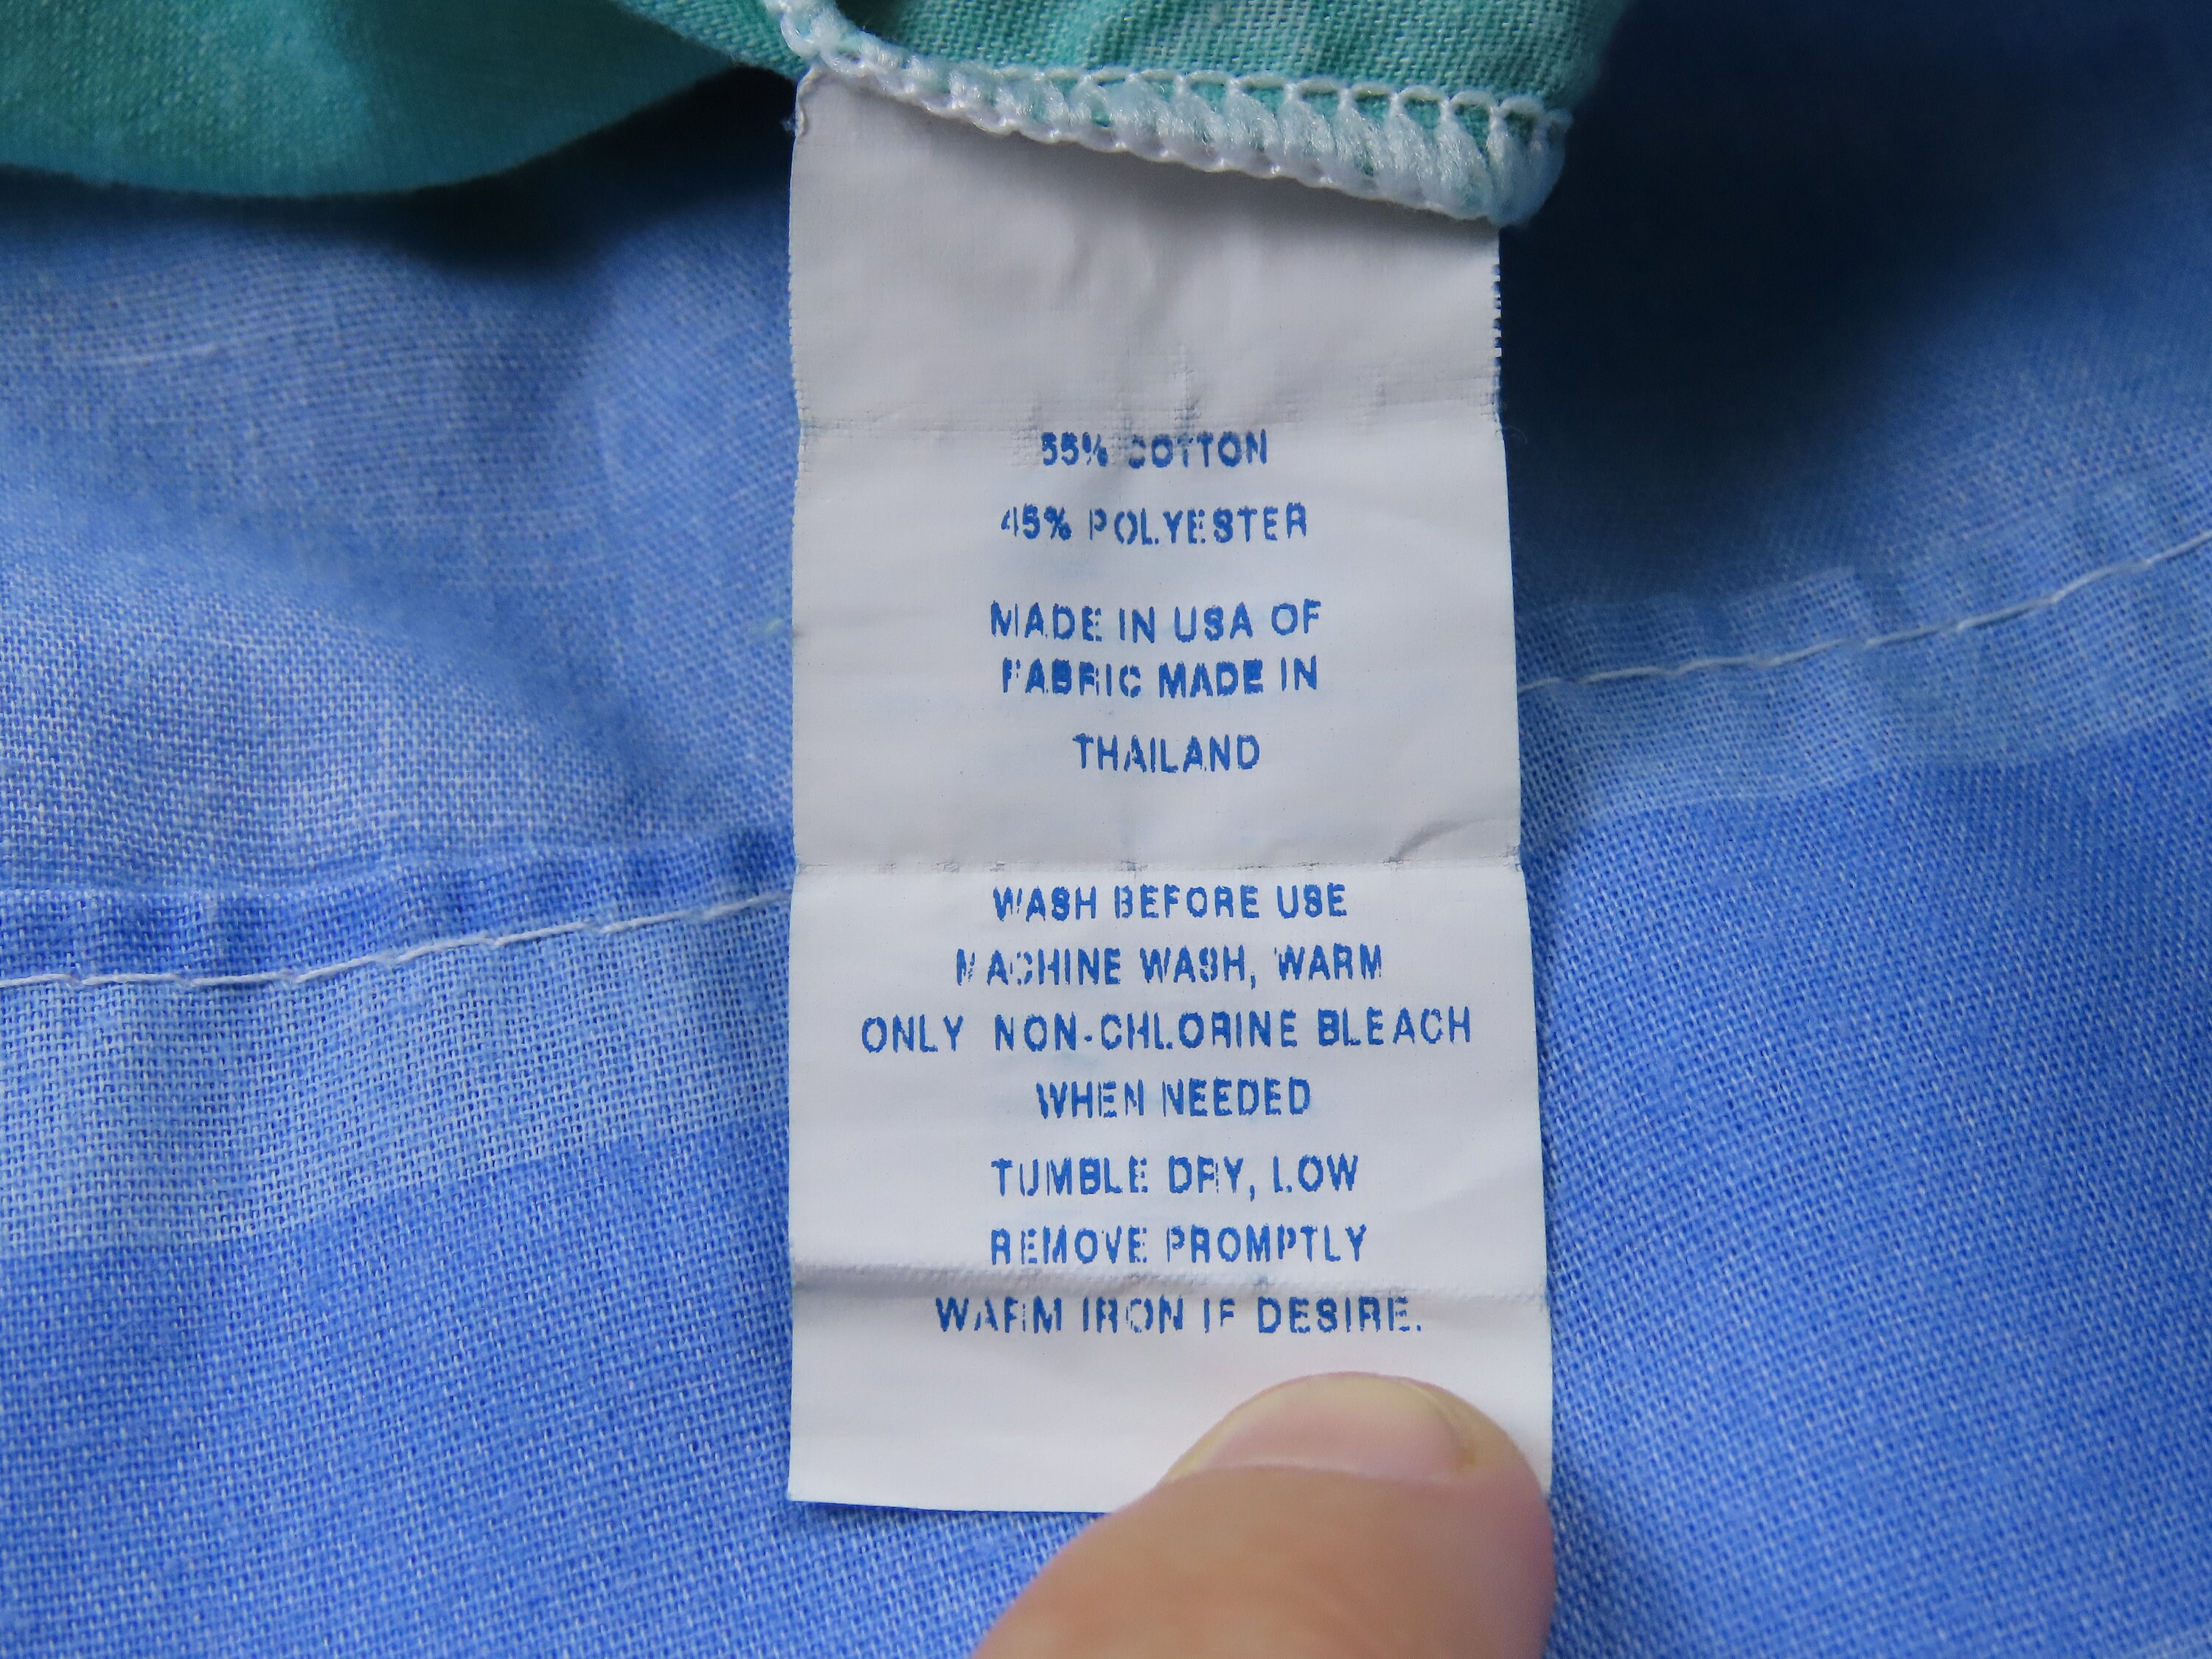 55% COTTON
45% POLYESTER
MADE IN USA OF
FABRIC MADE IN
THAILAND
WASH BEFORE USE
MACHINE WASH, WARM
ONLY NON-CHLORINE BLEACH
WHEN NEEDED
TUMBLE DRY, LOW
REMOVE PROMPTLY
WARM IRON IF DESIRE.